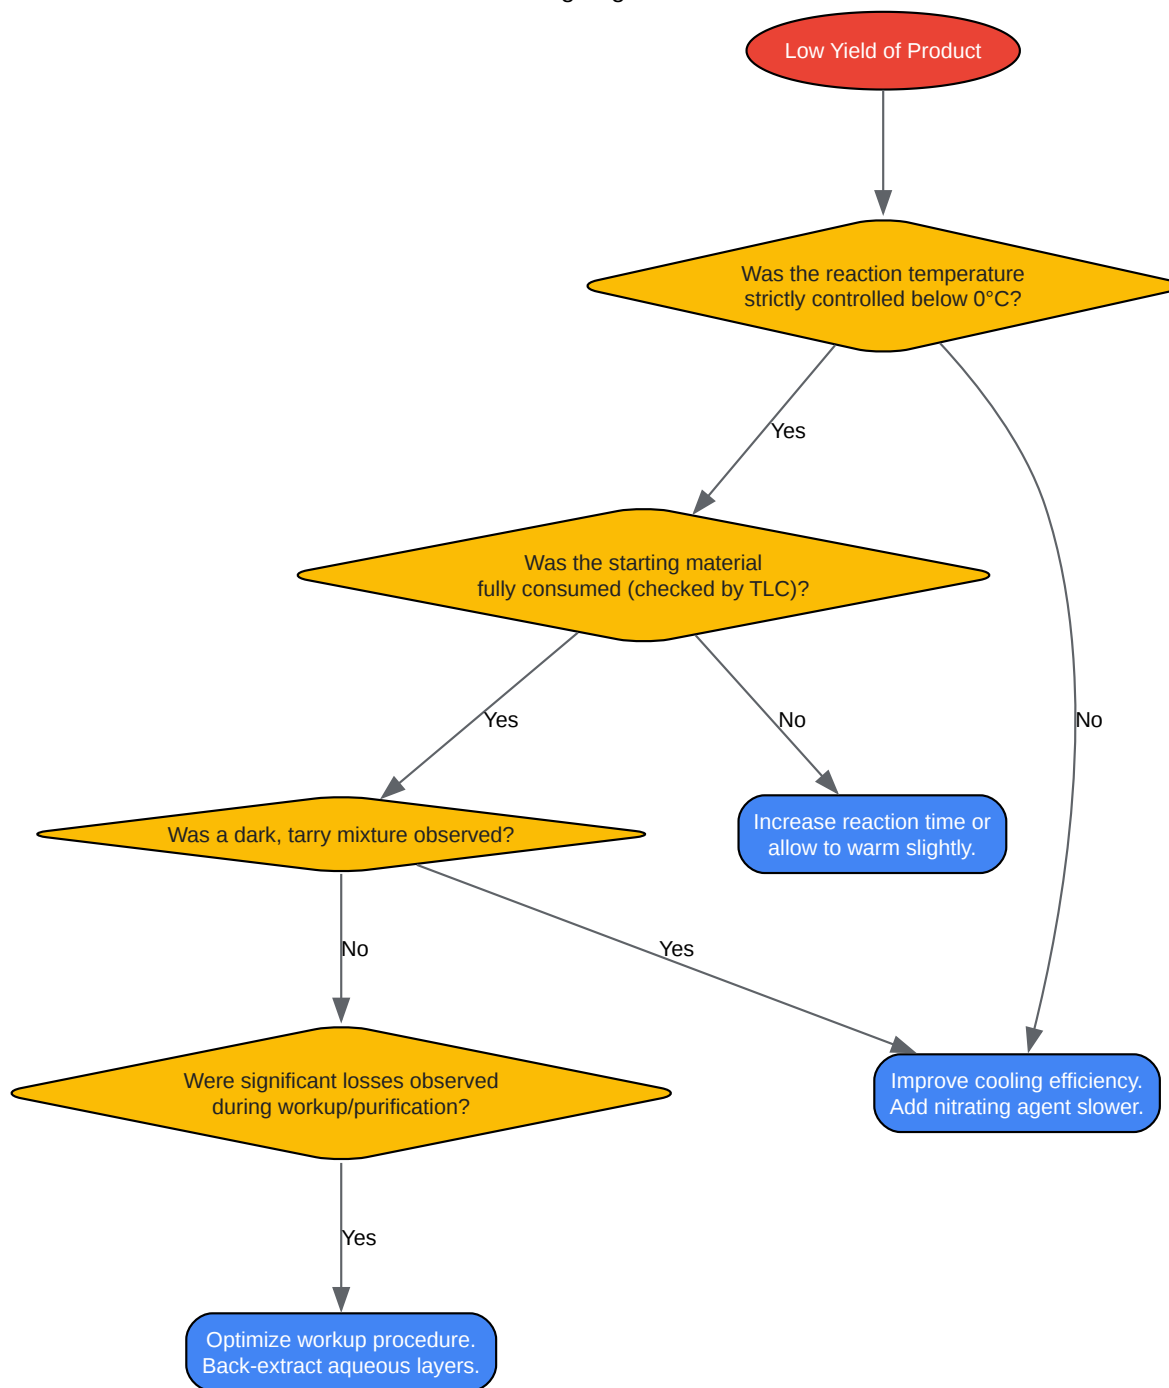 Low Yield of Product
Was the reaction temperature
strictly controlled below 0°C?
Yes
Was the starting material
fully consumed (checked by TLC)?
Yes
No
No
Increase reaction time or
allow to warm slightly.
Was a dark, tarry mixture observed?
No
Yes
Were significant losses observed
during workup/purification?
Improve cooling efficiency.
Add nitrating agent slower.
Yes
Optimize workup procedure.
Back-extract aqueous layers.